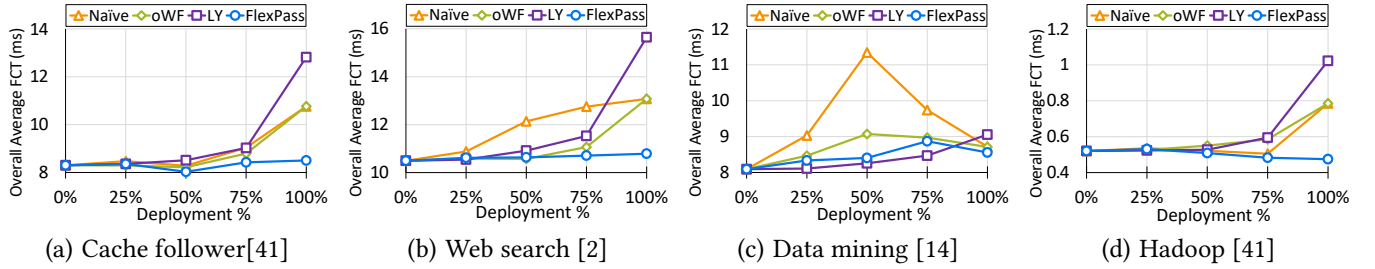 Naïve oWF LY FlexPass
Overall Average FCT (ms)
14
12
10
8
0% 25% 50% 75% 100%
Deployment %
(a) Cache follower[41]
Naïve oWF LY FlexPass
Overall Average FCT (ms)
16
14
12
10
0% 25% 50% 75% 100%
Deployment %
(b) Web search [2]
Naïve oWF LY FlexPass
Overall Average FCT (ms)
12
11
10
9
8
0% 25% 50% 75% 100%
Deployment %
(c) Data mining [14]
Naïve oWF LY FlexPass
Overall Average FCT (ms)
1.2
1
0.8
0.6
0.4
0% 25% 50% 75% 100%
Deployment %
(d) Hadoop [41]